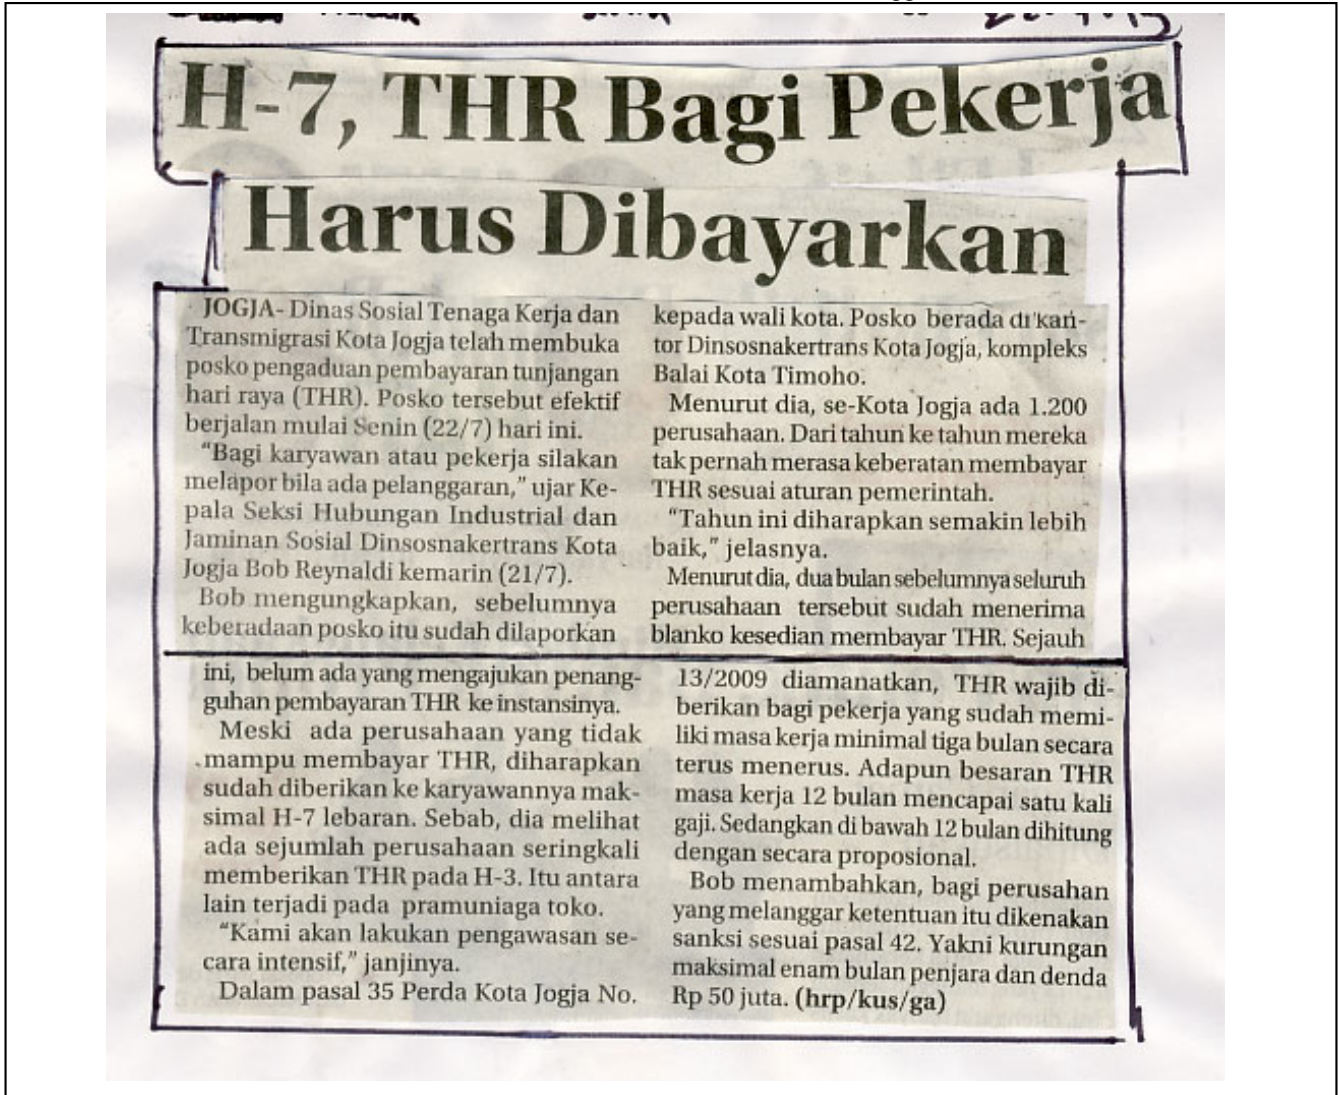 H-7, THR Bagi Pekerja
Harus Dibayarkan
JOGJA- Dinas Sosial Tenaga Kerja dan
Transmigrasi Kota Jogja telah membuka
posko pengaduan pembayaran tunjangan
hari raya (THR). Posko tersebut efektif
berjalan mulai Senin (22/7) hari ini.
“Bagi karyawan atau pekerja silakan
melapor bila ada pelanggaran,” ujar Ke-
pala Seksi Hubungan Industrial dan
Jaminan Sosial Dinsosnakertrans Kota
Jogja Bob Reynaldi kemarin (21/7).
Bob mengungkapkan, sebelumnya
keberadaan posko itu sudah dilaporkan
kepada wali kota. Posko berada di kan-
tor Dinsosnakertrans Kota Jogja, kompleks
Balai Kota Timoho.
Menurut dia, se-Kota Jogja ada 1.200
perusahaan. Dari tahun ke tahun mereka
tak pernah merasa keberatan membayar
THR sesuai aturan pemerintah.
“Tahun ini diharapkan semakin lebih
baik,” jelasnya.
Menurut dia, dua bulan sebelumnya seluruh
perusahaan tersebut sudah menerima
blanko kesedian membayar THR. Sejauh
ini, belum ada yang mengajukan penang-
guhan pembayaran THR ke instansinya.
Meski ada perusahaan yang tidak
mampu membayar THR, diharapkan
sudah diberikan ke karyawannya mak-
simal H-7 lebaran. Sebab, dia melihat
ada sejumlah perusahaan seringkali
memberikan THR pada H-3. Itu antara
lain terjadi pada pramuniaga toko.
“Kami akan lakukan pengawasan se-
cara intensif,” janjinya.
Dalam pasal 35 Perda Kota Jogja No.
13/2009 diamanatkan, THR wajib di-
berikan bagi pekerja yang sudah memi-
liki masa kerja minimal tiga bulan secara
terus menerus. Adapun besaran THR
masa kerja 12 bulan mencapai satu kali
gaji. Sedangkan di bawah 12 bulan dihitung
dengan secara proposional.
Bob menambahkan, bagi perusahan
yang melanggar ketentuan itu dikenakan
sanksi sesuai pasal 42. Yakni kurungan
maksimal enam bulan penjara dan denda
Rp 50 juta. (hrp/kus/ga)